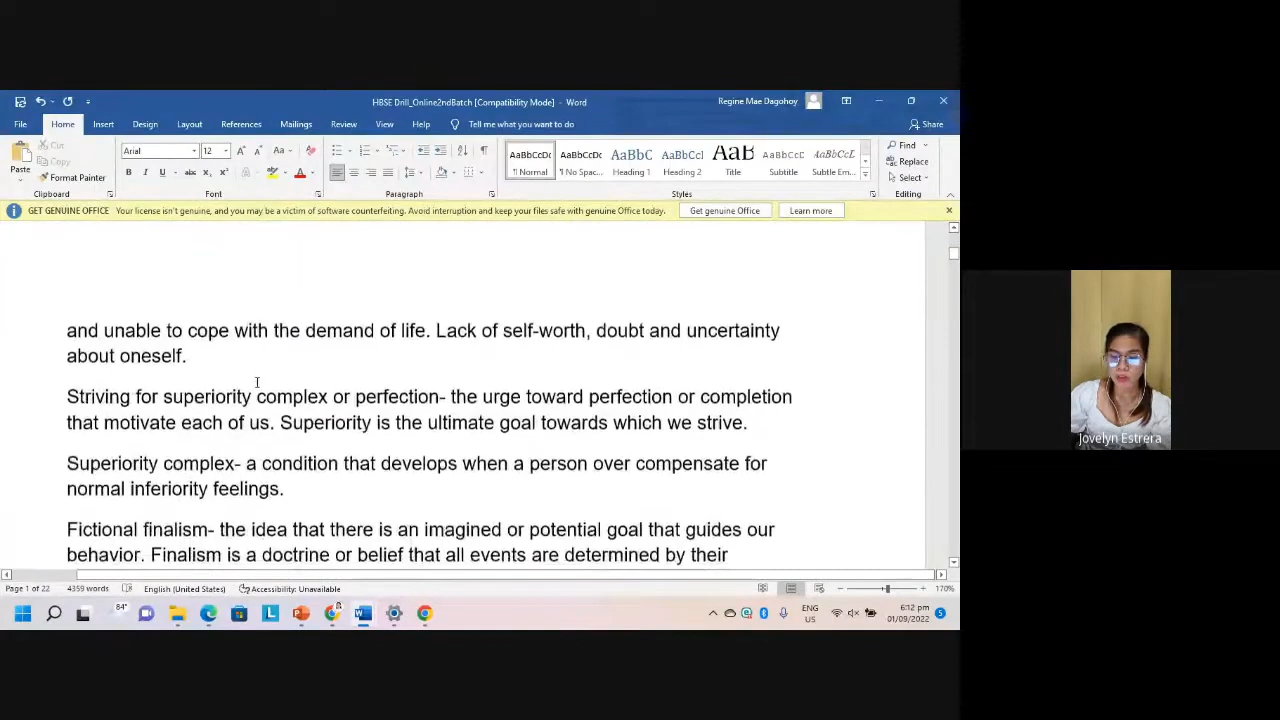 HBSE Drill_Online2ndBatch [Compatibility Mode] - Word
Regine Mae Dagohoy
File Home Insert Design Layout References Mailings Review View Help Tell me what you want to do Share
Paste Cut Copy Format Painter
Arial 12
AaBbCcDc AaBbCcDc AaBbC AaBbCcI AaB AaBbCcD AaBbCcL
¶ Normal ¶ No Spac... Heading 1 Heading 2 Title Subtitle Subtle Em...
Find Replace Select
Clipboard Font Paragraph Styles Editing
GET GENUINE OFFICE Your license isn't genuine, and you may be a victim of software counterfeiting. Avoid interruption and keep your files safe with genuine Office today. Get genuine Office Learn more
and unable to cope with the demand of life. Lack of self-worth, doubt and uncertainty
about oneself.
Striving for superiority complex or perfection- the urge toward perfection or completion
that motivate each of us. Superiority is the ultimate goal towards which we strive.
Superiority complex- a condition that develops when a person over compensate for
normal inferiority feelings.
Fictional finalism- the idea that there is an imagined or potential goal that guides our
behavior. Finalism is a doctrine or belief that all events are determined by their
Page 1 of 22 4359 words English (United States) Accessibility: Unavailable 170%
84° ENG US 6:12 pm 01/09/2022 5
Jovelyn Estrera